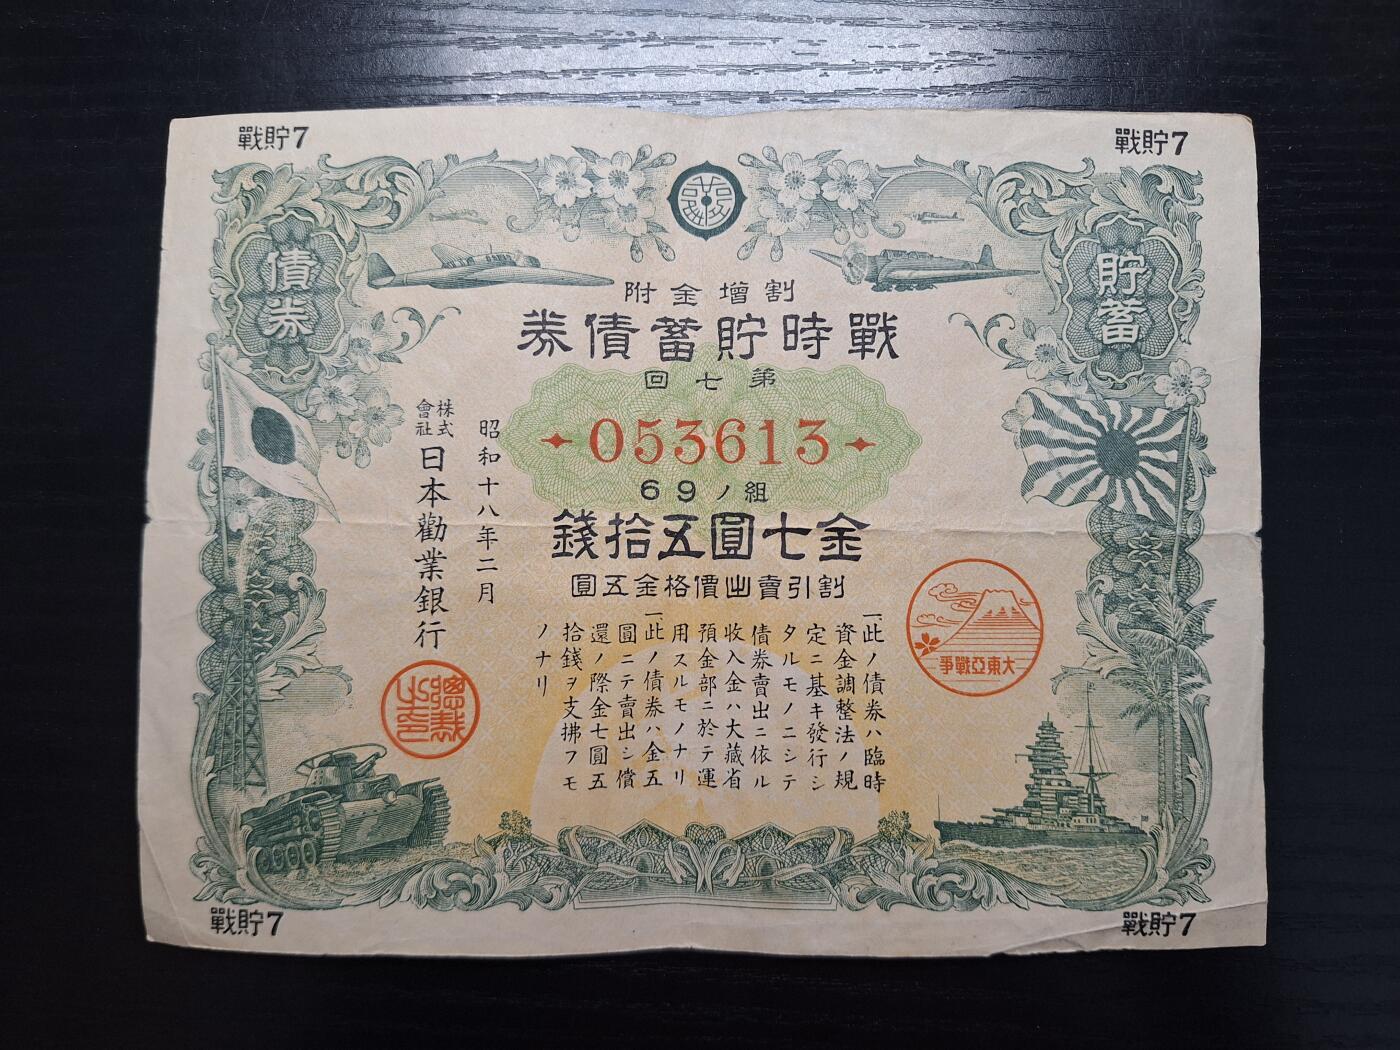 戰貯7
戰貯7
貯蓄
債券
割增金附
戰時貯蓄債券
第七回
053613
69ノ組
金七圓五拾錢
割引賣出價格金五圓
一、此ノ債券ハ臨時
資金調整法ノ規
定ニ基キ發行シ
タルモノニシテ
債券賣出ニ依ル
收入金ハ大藏省
預金部ニ於テ運
用スルモノナリ
一、此ノ債券ハ金五
圓ニテ賣出シ償
還ノ際金七圓五
拾錢ヲ支拂フモ
ノナリ
昭和十八年二月
株式會社日本勸業銀行
總裁之印
大東亞戰爭
戰貯7
戰貯7